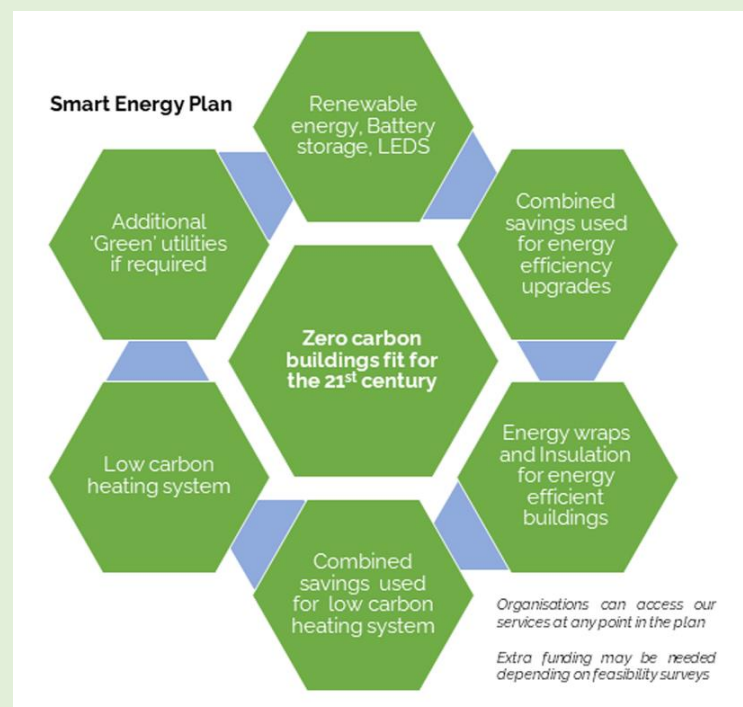 Smart Energy Plan
Renewable
energy, Battery
storage, LEDS
Combined
savings used
for energy
efficiency
upgrades
Energy wraps
and Insulation
for energy
efficient
buildings
Combined
savings used
for low carbon
heating system
Low carbon
heating system
Additional
'Green' utilities
if required
Zero carbon
buildings fit for
the 21st century
Organisations can access our
services at any point in the plan
Extra funding may be needed
depending on feasibility surveys